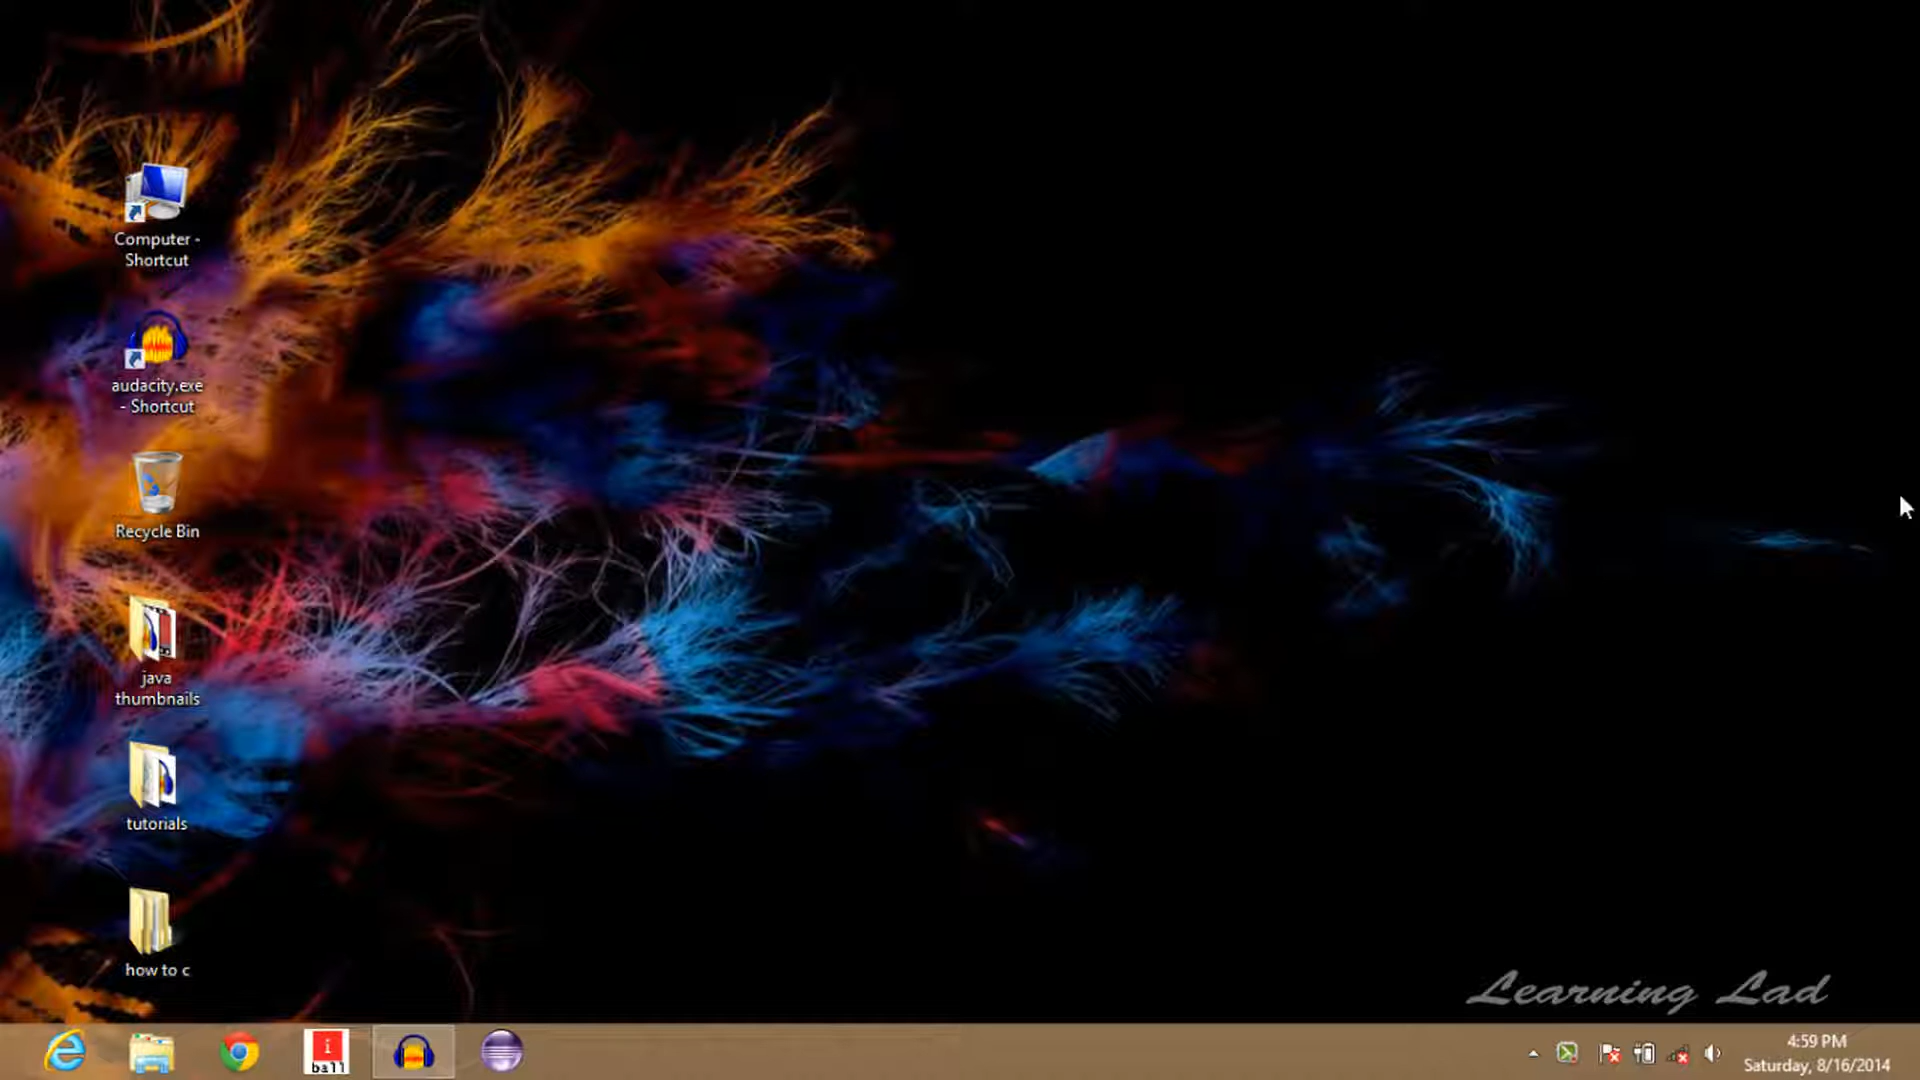 Computer -
Shortcut
audacity.exe
- Shortcut
Recycle Bin
java
thumbnails
tutorials
how to c
Learning Lad
i
ball
4:59 PM
Saturday, 8/16/2014